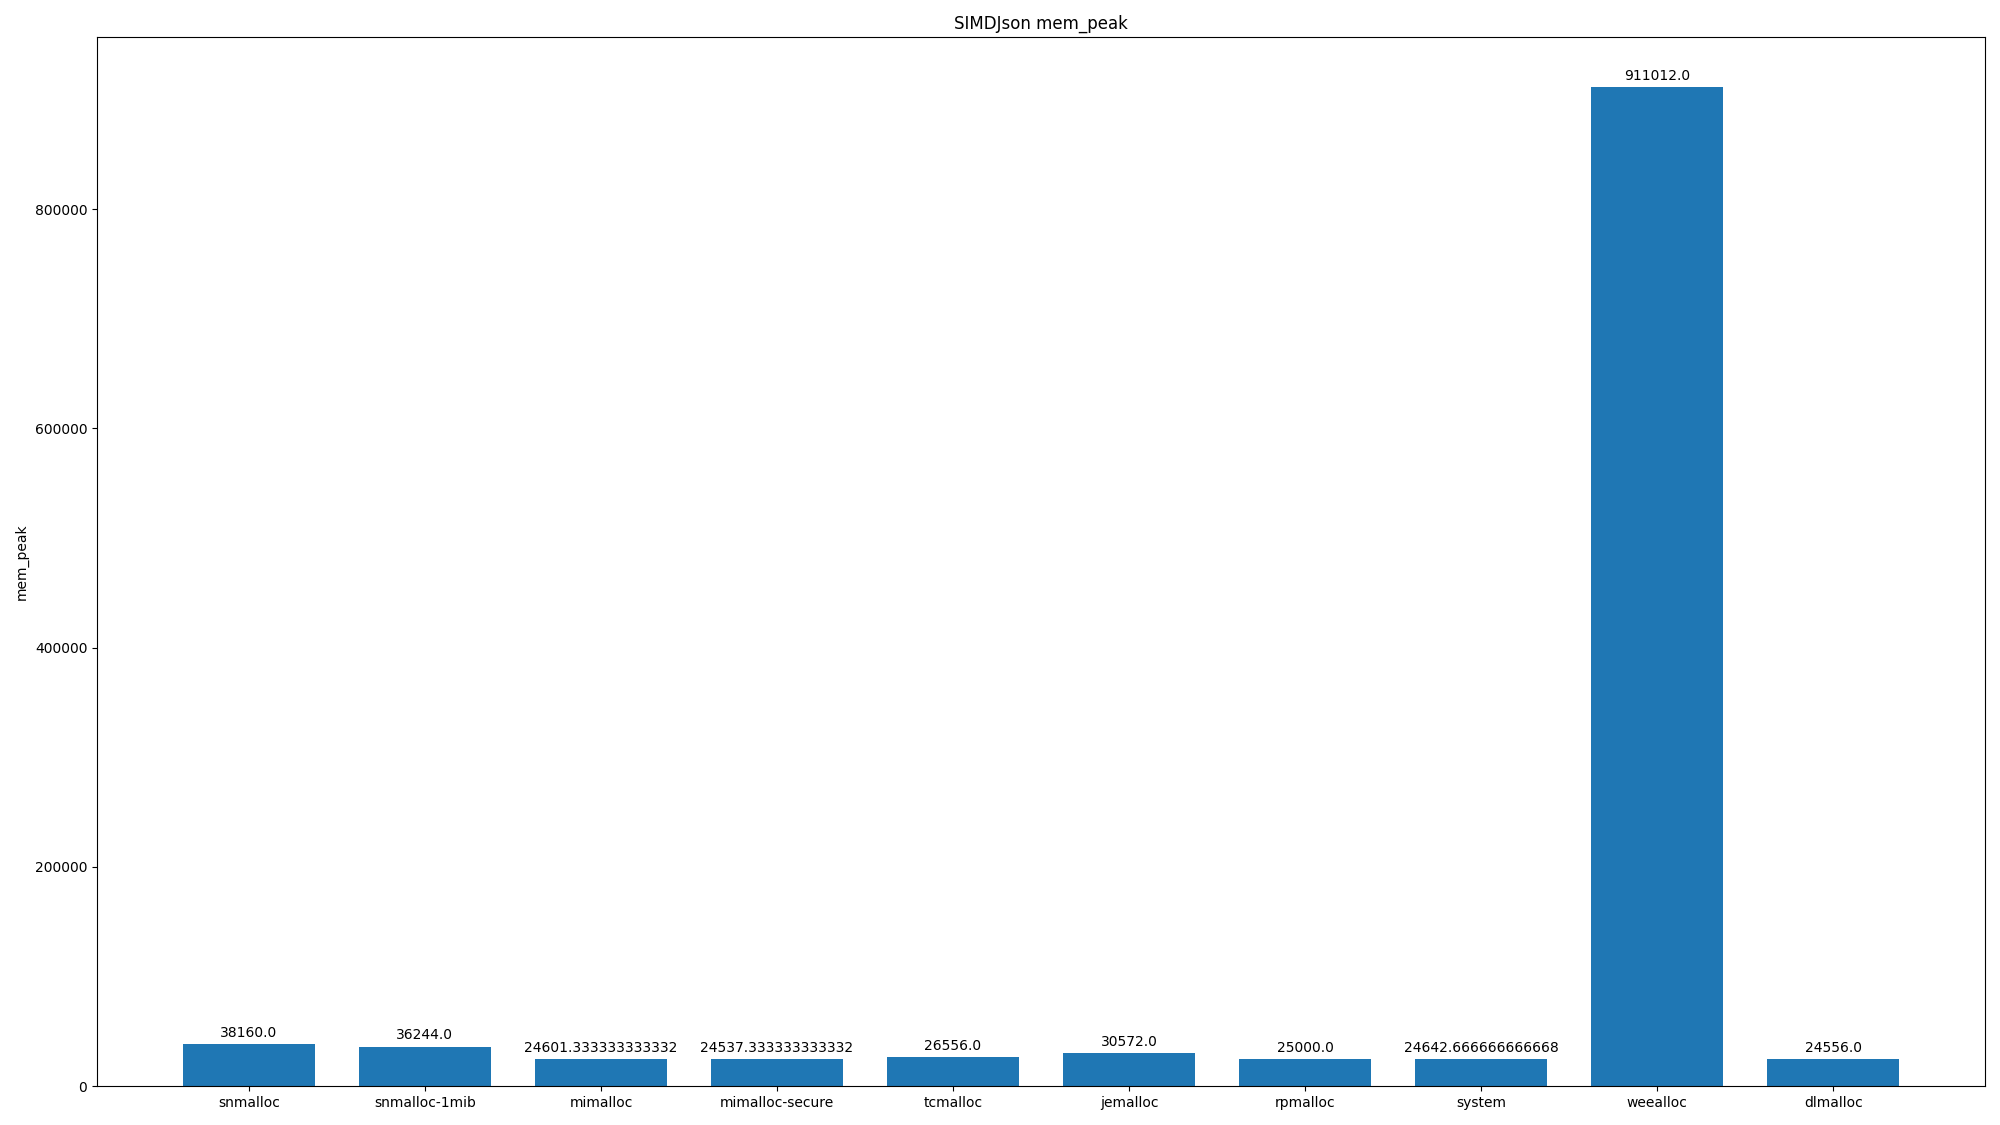 SIMDJson mem_peak
mem_peak
800000
600000
400000
200000
0
38160.0
36244.0
24601.333333333332
24537.333333333332
26556.0
30572.0
25000.0
24642.666666666668
911012.0
24556.0
snmalloc
snmalloc-1mib
mimalloc
mimalloc-secure
tcmalloc
jemalloc
rpmalloc
system
weealloc
dlmalloc